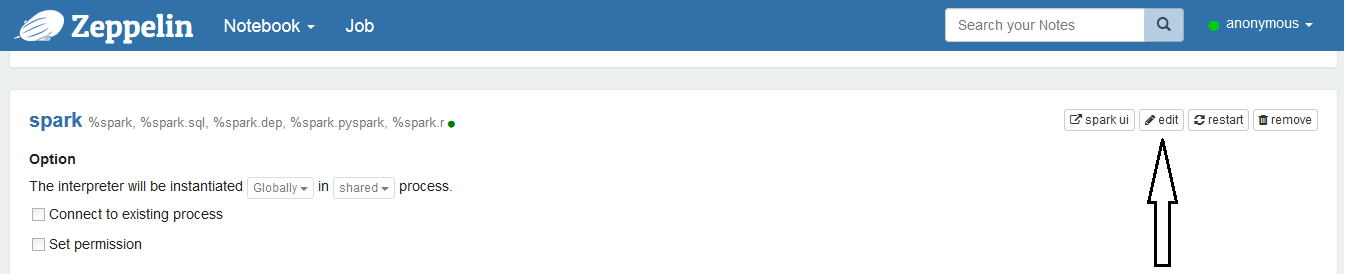 Zeppelin Notebook Job Search your Notes anonymous
spark %spark, %spark.sql, %spark.dep, %spark.pyspark, %spark.r spark ui edit restart remove
Option
The interpreter will be instantiated Globally in shared process.
Connect to existing process
Set permission